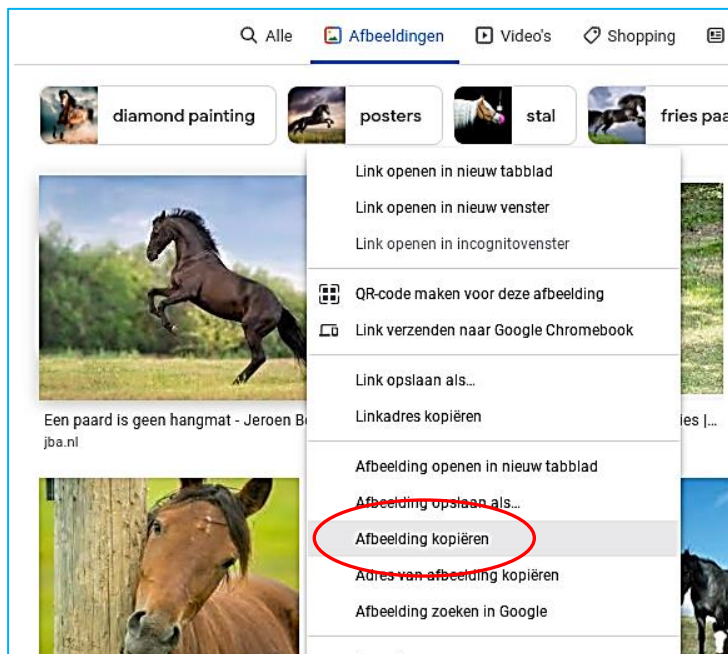 Alle Afbeeldingen Video's Shopping
diamond painting posters stal fries paa
Link openen in nieuw tabblad
Link openen in nieuw venster
Link openen in incognitovenster
QR-code maken voor deze afbeelding
Link verzenden naar Google Chromebook
Link opslaan als...
Linkadres kopiëren
Een paard is geen hangmat - Jeroen B
ies |...
jba.nl
Afbeelding openen in nieuw tabblad
Afbeelding opslaan als...
Afbeelding kopiëren
Adres van afbeelding kopiëren
Afbeelding zoeken in Google